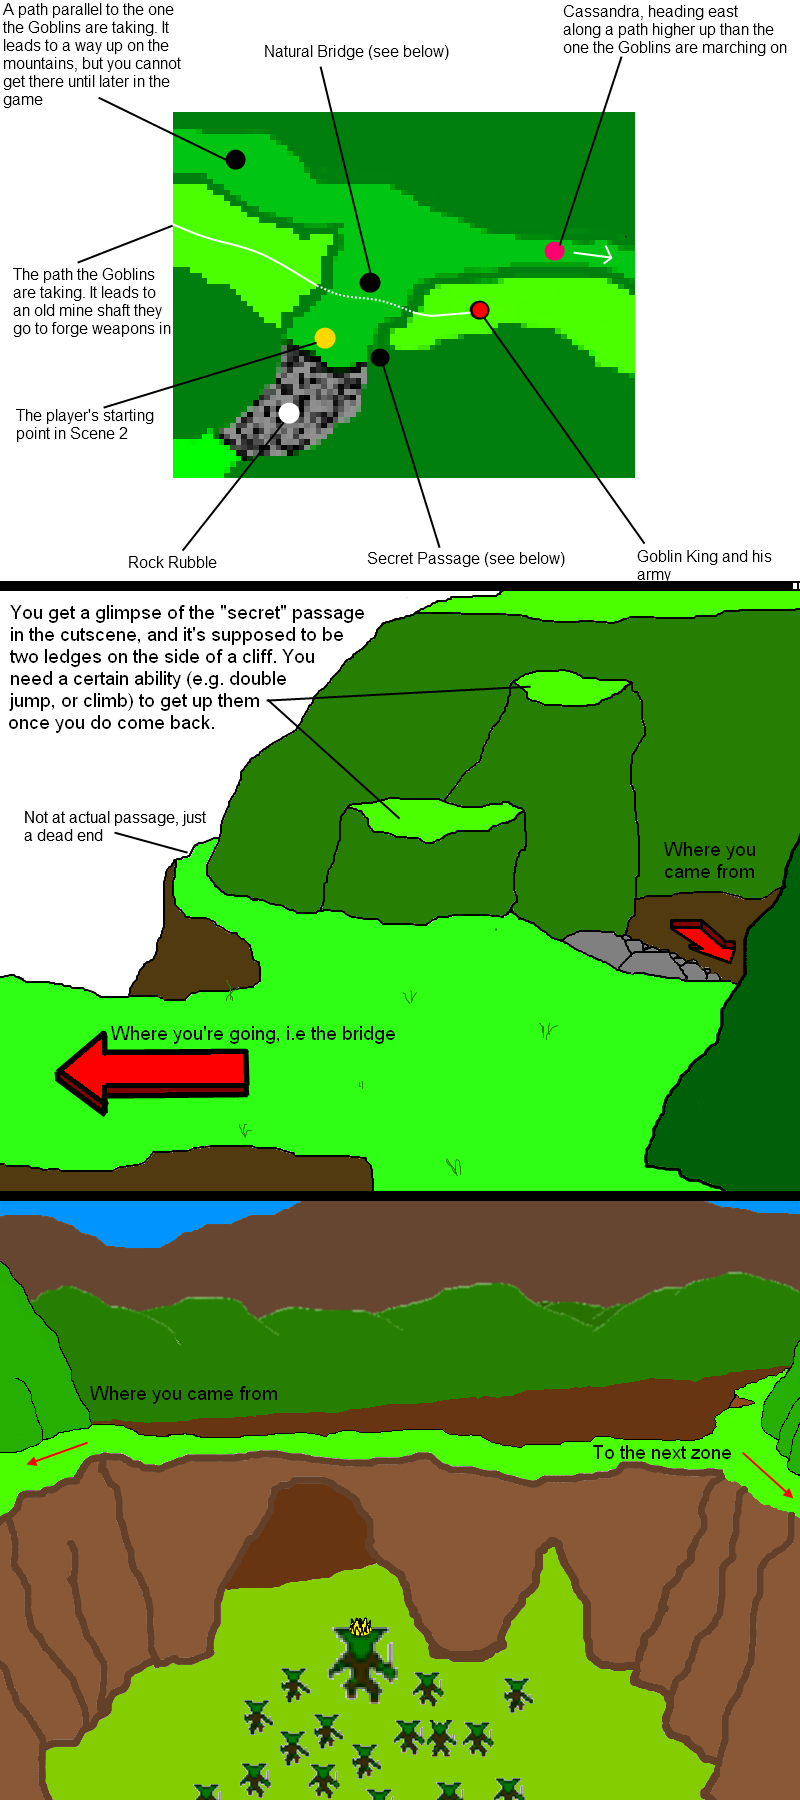 A path parallel to the one
the Goblins are taking. It
leads to a way up on the
mountains, but you cannot
get there until later in the
game
Natural Bridge (see below)
Cassandra, heading east
along a path higher up than the
one the Goblins are marching on
The path the Goblins
are taking. It leads to
an old mine shaft they
go to forge weapons in
The player's starting
point in Scene 2
Rock Rubble
Secret Passage (see below)
Goblin King and his
army
You get a glimpse of the "secret" passage
in the cutscene, and it's supposed to be
two ledges on the side of a cliff. You
need a certain ability (e.g. double
jump, or climb) to get up them
once you do come back.
Not at actual passage, just
a dead end
Where you
came from
Where you're going, i.e the bridge
Where you came from
To the next zone